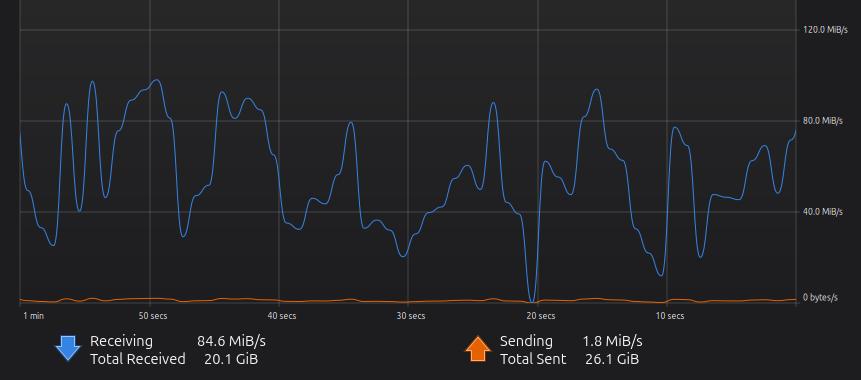 120.0 MiB/s
80.0 MiB/s
40.0 MiB/s
0 bytes/s
1 min 50 secs 40 secs 30 secs 20 secs 10 secs
Receiving 84.6 MiB/s Sending 1.8 MiB/s
Total Received 20.1 GiB Total Sent 26.1 GiB